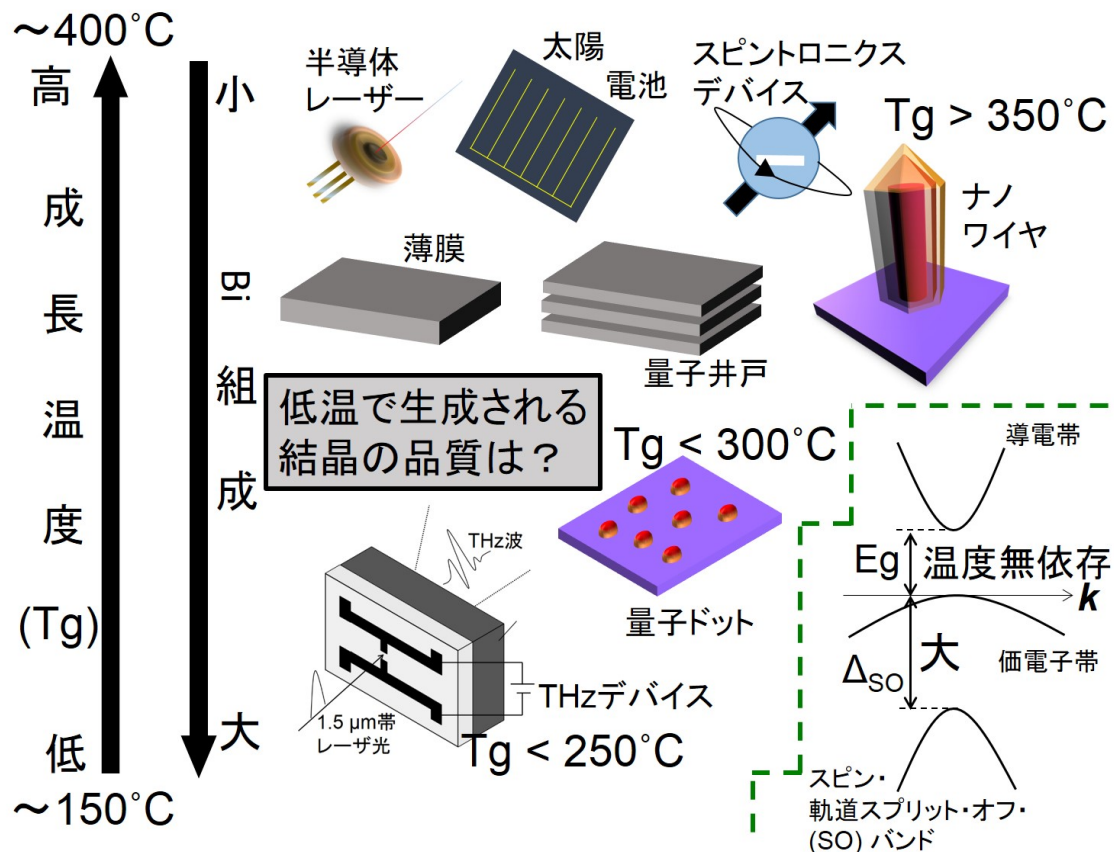 ～400˚C
高
成
長
温
度
(Tg)
低
～150˚C
小
Bi
組
成
大
半導体
レーザー
太陽
電池
スピントロニクス
デバイス
Tg > 350˚C
ナノ
ワイヤ
薄膜
量子井戸
低温で生成される
結晶の品質は？
Tg < 300˚C
量子ドット
THz波
1.5 μm帯
レーザ光
THzデバイス
Tg < 250˚C
導電帯
Eg
温度無依存
k
大
価電子帯
ΔSO
スピン・
軌道スプリット・オフ・
(SO) バンド